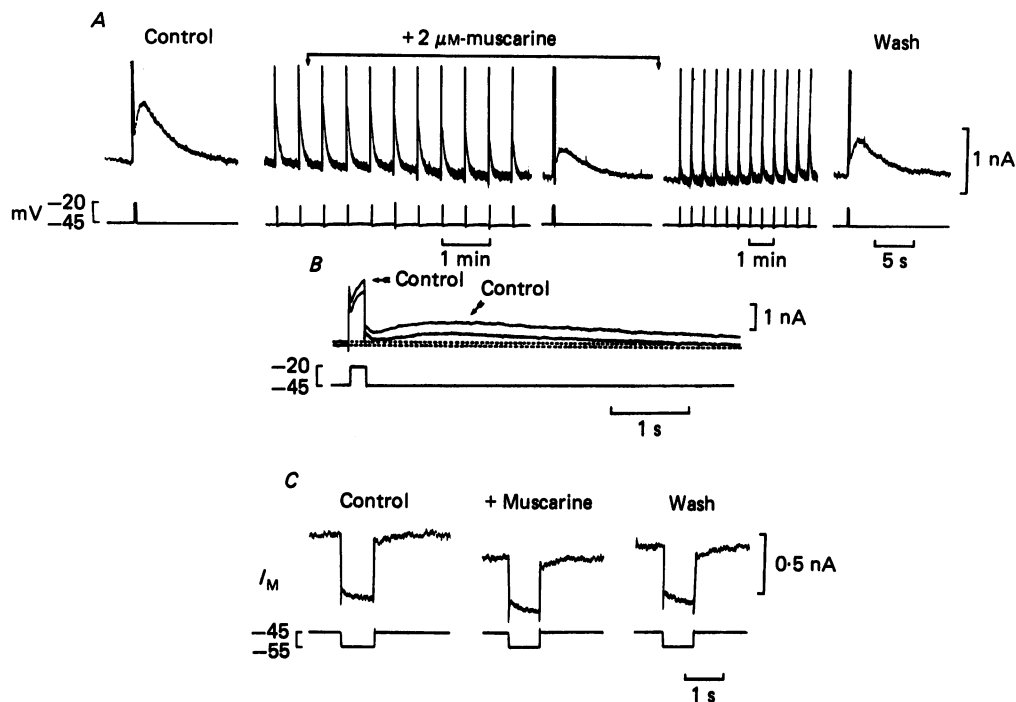 A
Control
+2 μM-muscarine
Wash
1 nA
mV
−20
−45
1 min
1 min
5 s
B
Control
Control
1 nA
−20
−45
1 s
C
Control
+ Muscarine
Wash
0·5 nA
IM
−45
−55
1 s